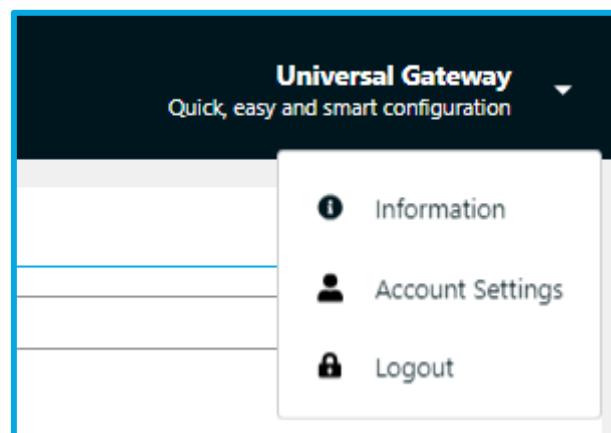 Universal Gateway
Quick, easy and smart configuration
Information
Account Settings
Logout